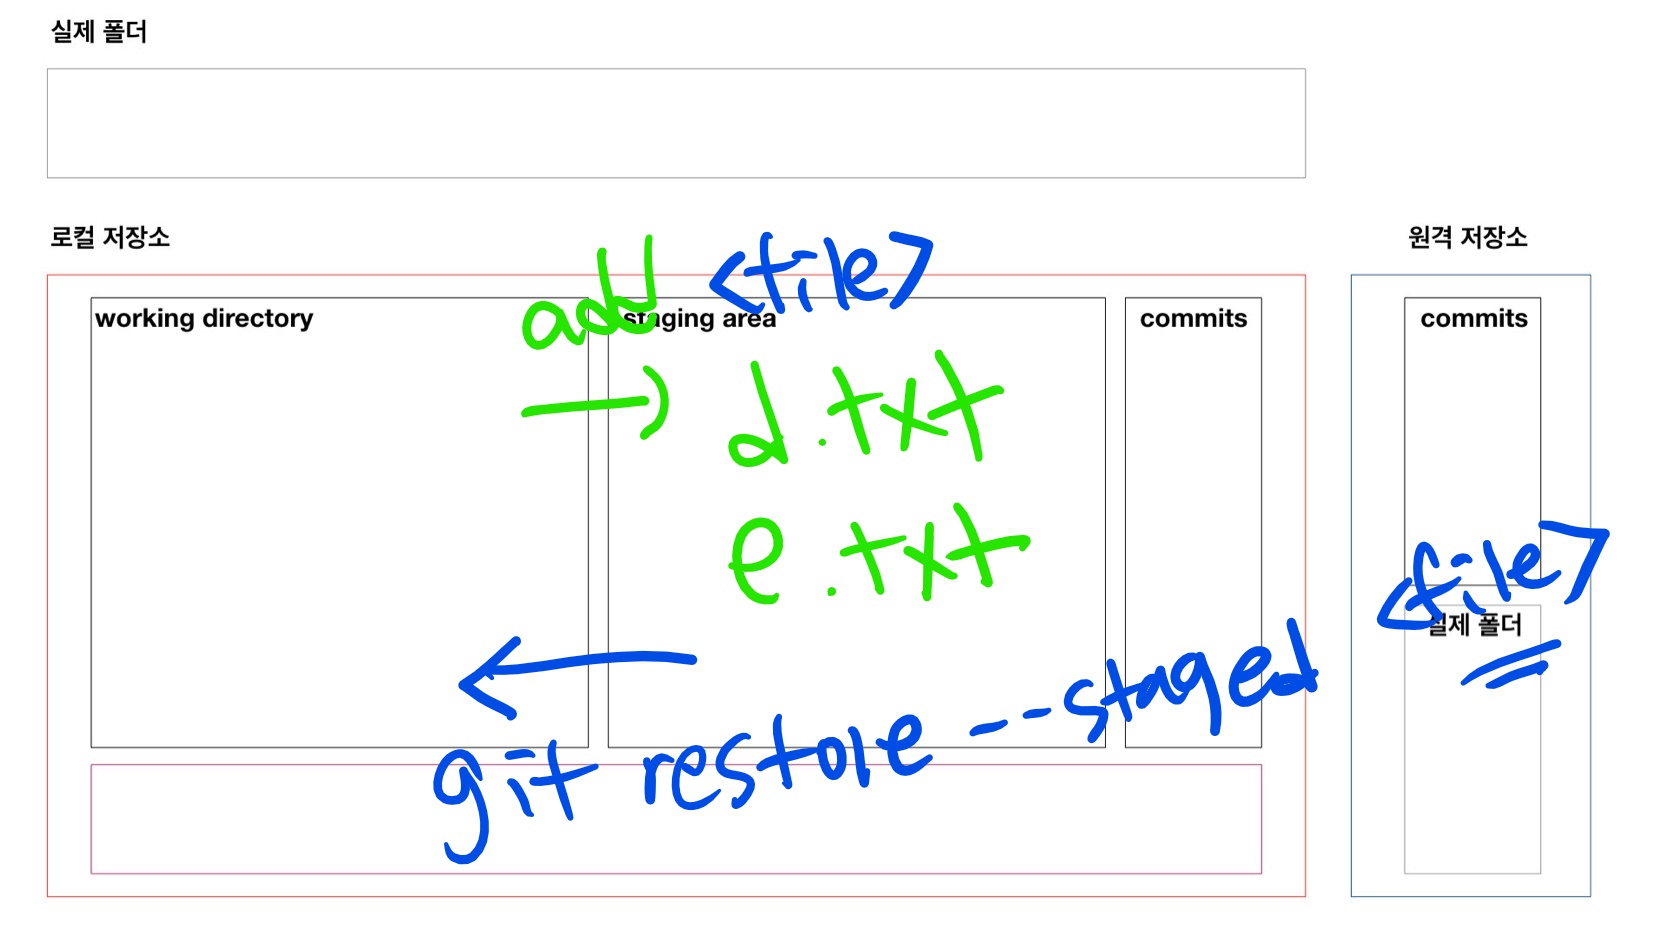 실제 폴더
로컬 저장소
원격 저장소
add <file>
working directory
staging area
commits
commits
d.txt
e.txt
실제 폴더
git restore --staged <file>